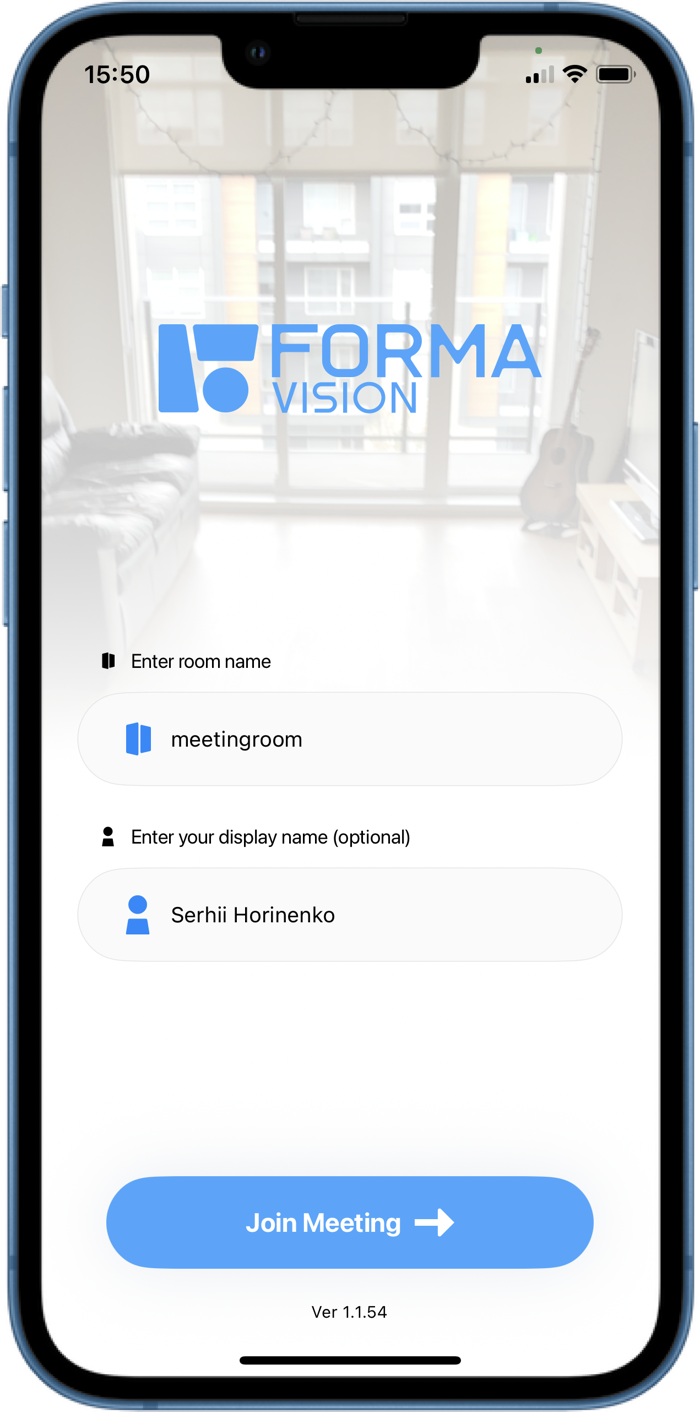 15:50
FORMA
VISION
Enter room name
meetingroom
Enter your display name (optional)
Serhii Horinenko
Join Meeting
Ver 1.1.54